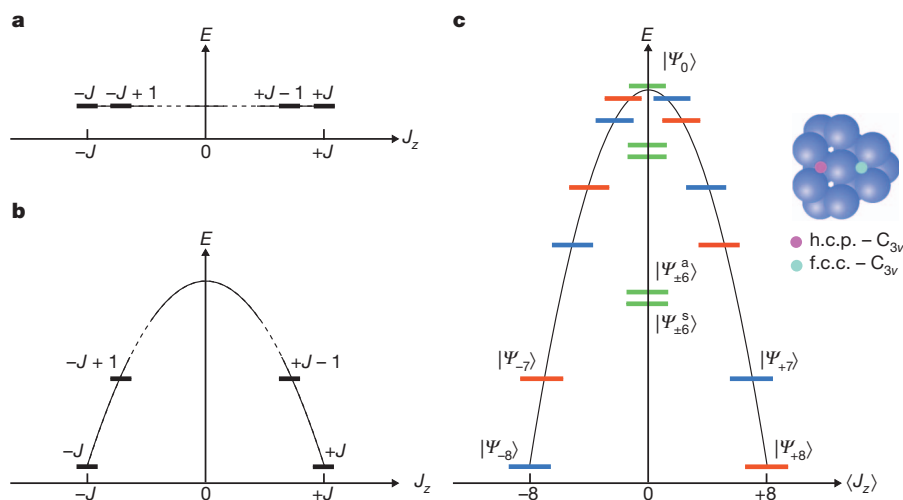 a
E
−J −J + 1 +J − 1 +J
J_z
−J 0 +J
b
E
−J + 1 +J − 1
−J +J
−J 0 +J J_z
c
E
|Ψ_0⟩
|Ψ^a_±6⟩
|Ψ^s_±6⟩
|Ψ_−7⟩ |Ψ_+7⟩
|Ψ_−8⟩ |Ψ_+8⟩
−8 0 +8 ⟨J_z⟩
h.c.p. – C_3v
f.c.c. – C_3v